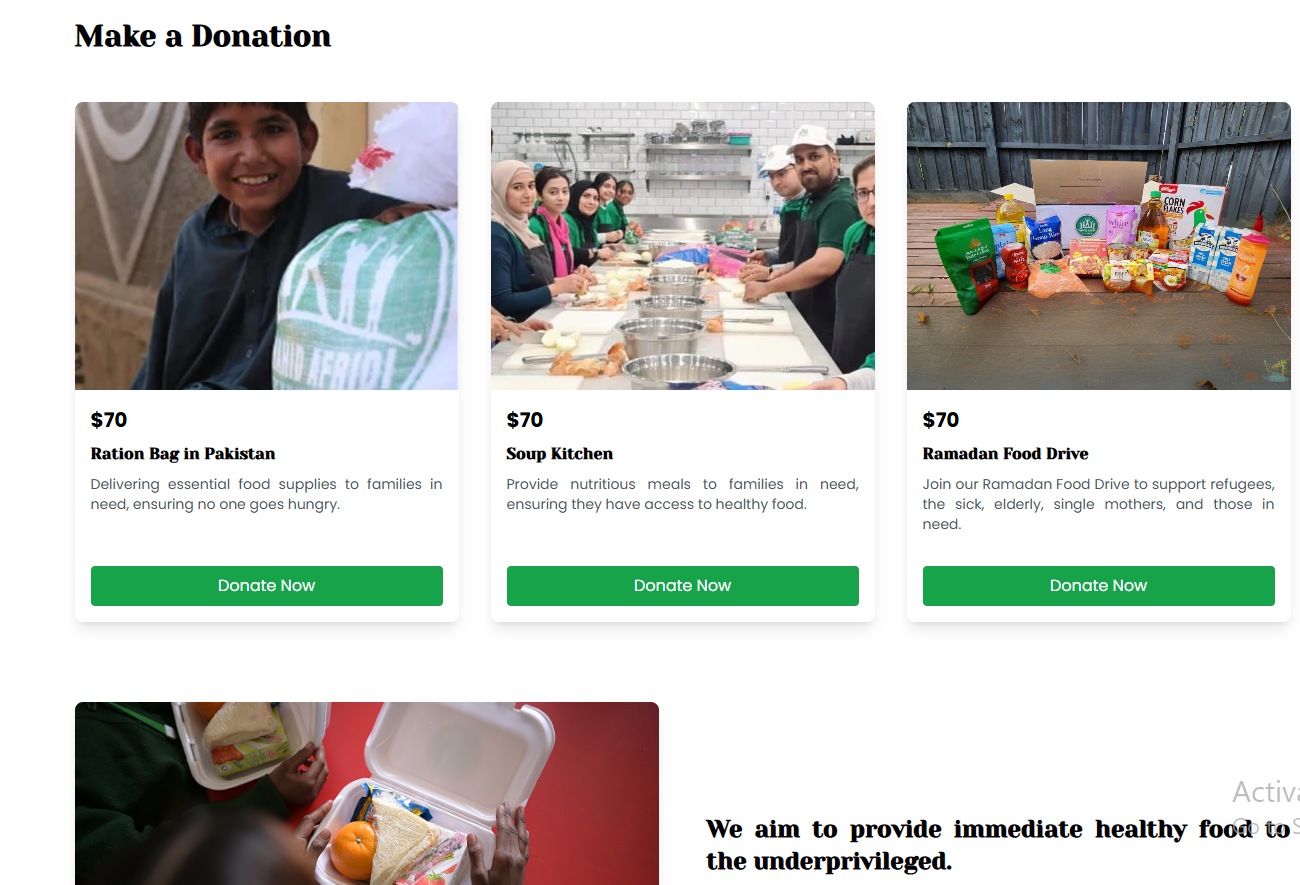 Make a Donation
CORN
FLAKES
$70
Ration Bag in Pakistan
Delivering essential food supplies to families in
need, ensuring no one goes hungry.
Donate Now
$70
Soup Kitchen
Provide nutritious meals to families in need,
ensuring they have access to healthy food.
Donate Now
$70
Ramadan Food Drive
Join our Ramadan Food Drive to support refugees,
the sick, elderly, single mothers, and those in
need.
Donate Now
We aim to provide immediate healthy food to
the underprivileged.